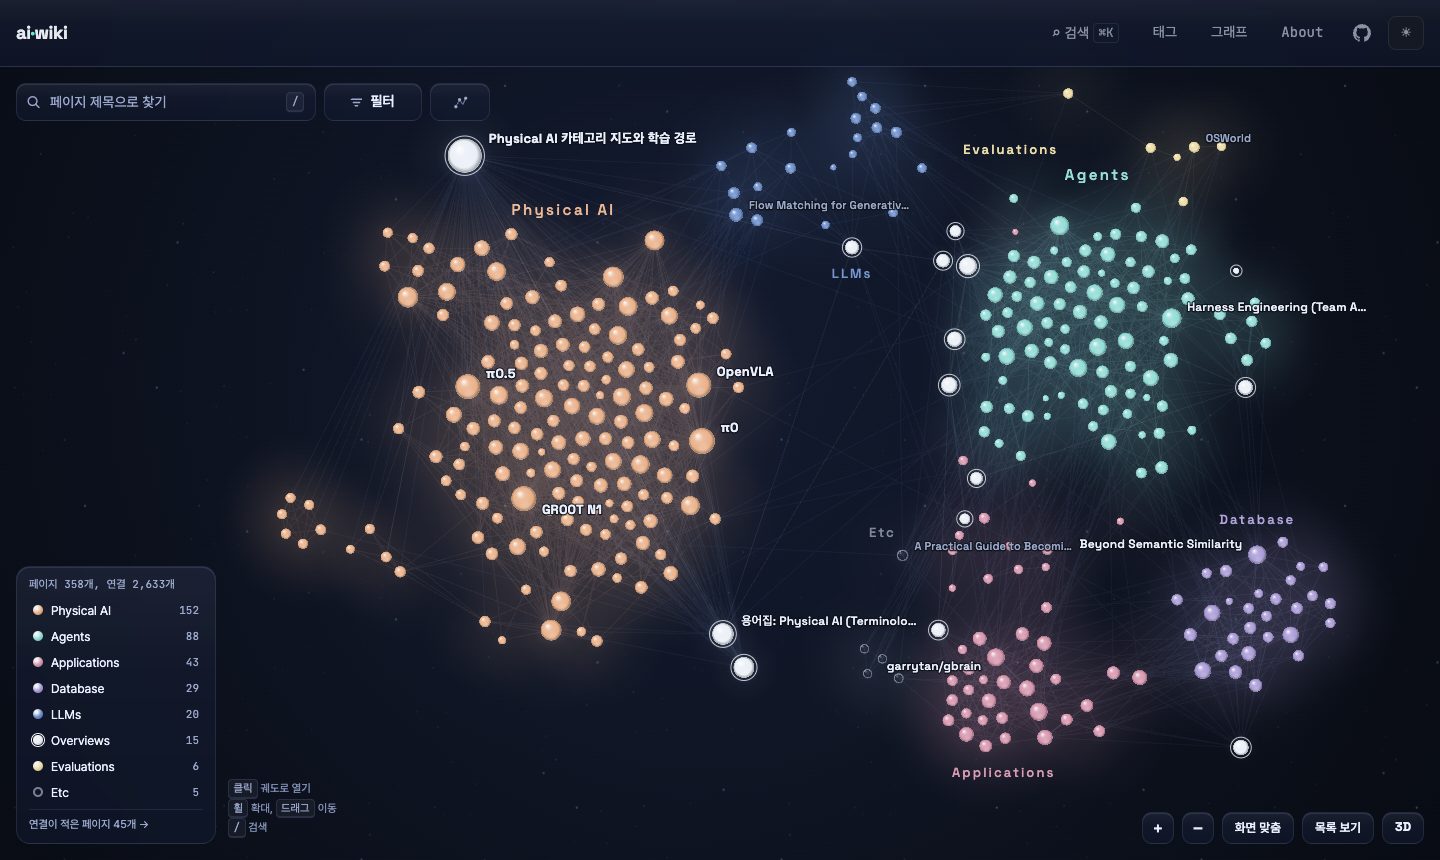 ai·wiki
검색 ⌘K
태그
그래프
About
페이지 제목으로 찾기 /
필터
Physical AI 카테고리 지도와 학습 경로
Evaluations
OSWorld
Agents
Physical AI
Flow Matching for Generativ…
LLMs
Harness Engineering (Team A…
π0.5
OpenVLA
π0
GR00T N1
Etc
A Practical Guide to Becomi…
Beyond Semantic Similarity
Database
용어집: Physical AI (Terminolo…
garrytan/gbrain
Applications
페이지 358개, 연결 2,633개
Physical AI 152
Agents 88
Applications 43
Database 29
LLMs 20
Overviews 15
Evaluations 6
Etc 5
연결이 적은 페이지 45개 →
클릭 궤도로 열기
휠 확대, 드래그 이동
/ 검색
+
−
화면 맞춤
목록 보기
3D